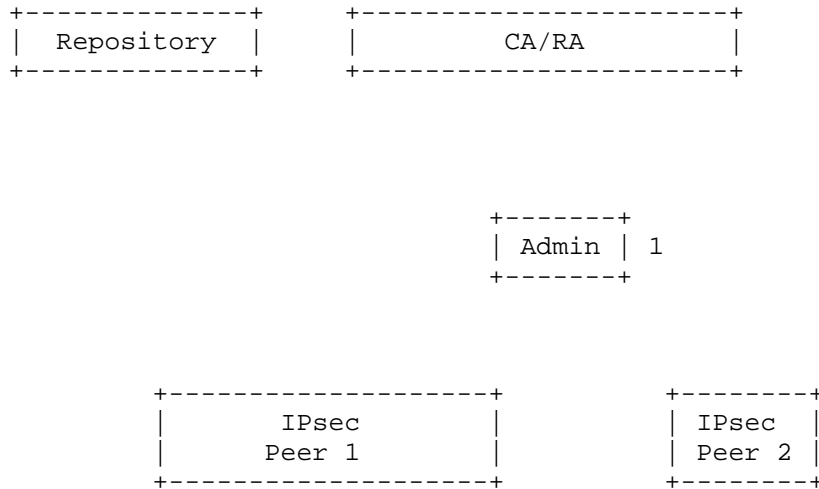 Repository CA/RA
Admin 1
IPsec IPsec
Peer 1 Peer 2